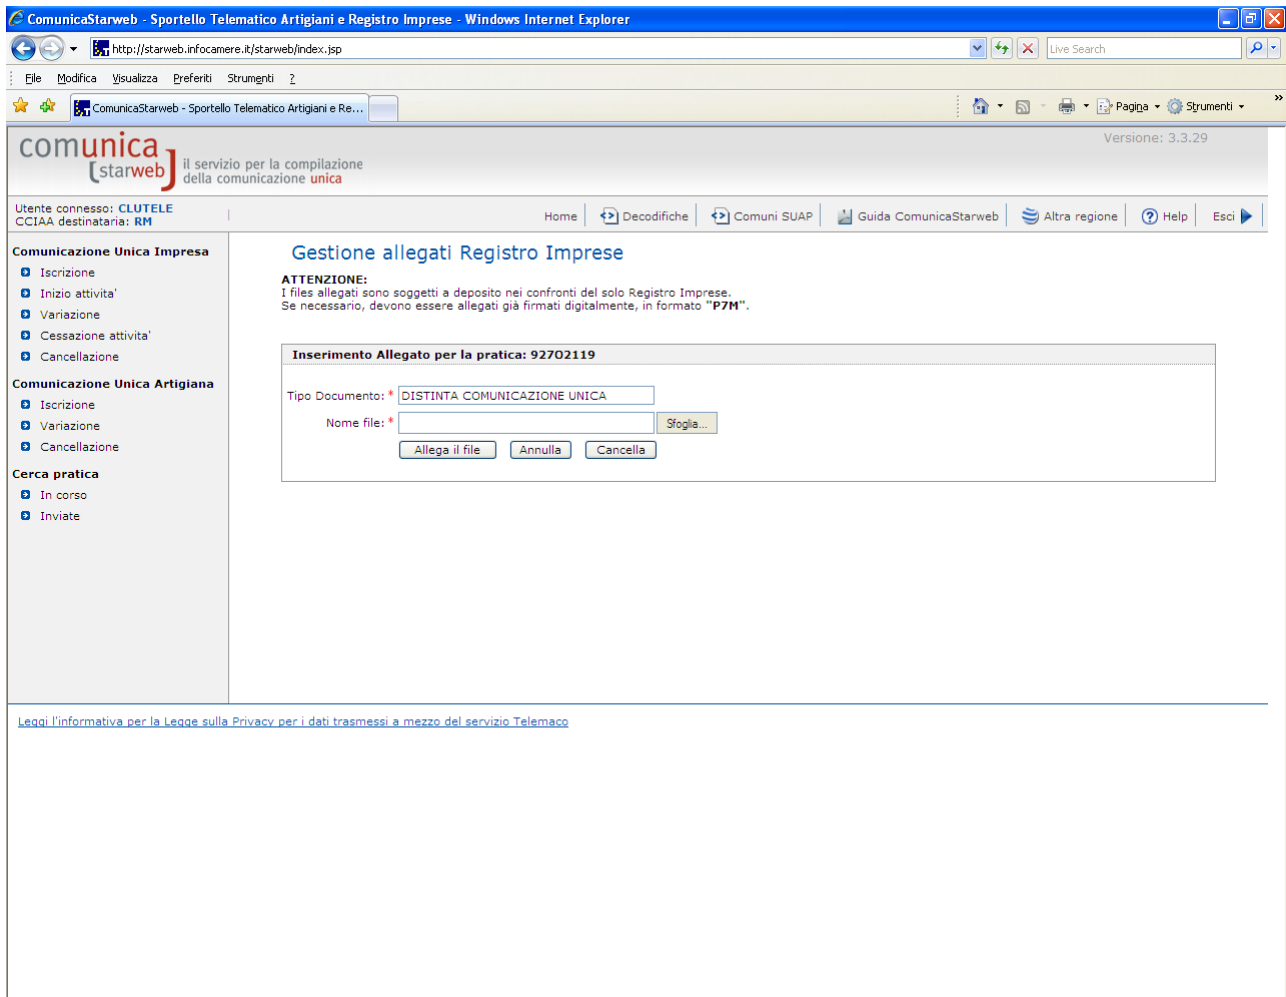 ComunicaStarweb - Sportello Telematico Artigiani e Registro Imprese - Windows Internet Explorer
http://starweb.infocamere.it/starweb/index.jsp
Live Search
File Modifica Visualizza Preferiti Strumenti ?
ComunicaStarweb - Sportello Telematico Artigiani e Re...
Pagina
Strumenti
»
comunica
[starweb]
il servizio per la compilazione
della comunicazione unica
Versione: 3.3.29
Utente connesso: CLUTELE
CCIAA destinataria: RM
Home
Decodifiche
Comuni SUAP
Guida ComunicaStarweb
Altra regione
Help
Esci
Comunicazione Unica Impresa
Iscrizione
Inizio attivita'
Variazione
Cessazione attivita'
Cancellazione
Comunicazione Unica Artigiana
Iscrizione
Variazione
Cancellazione
Cerca pratica
In corso
Inviate
Gestione allegati Registro Imprese
ATTENZIONE:
I files allegati sono soggetti a deposito nei confronti del solo Registro Imprese.
Se necessario, devono essere allegati già firmati digitalmente, in formato "P7M".
Inserimento Allegato per la pratica: 927O2119
Tipo Documento: * DISTINTA COMUNICAZIONE UNICA
Nome file: * Sfoglia...
Allega il file Annulla Cancella
Leggi l'informativa per la Legge sulla Privacy per i dati trasmessi a mezzo del servizio Telemaco